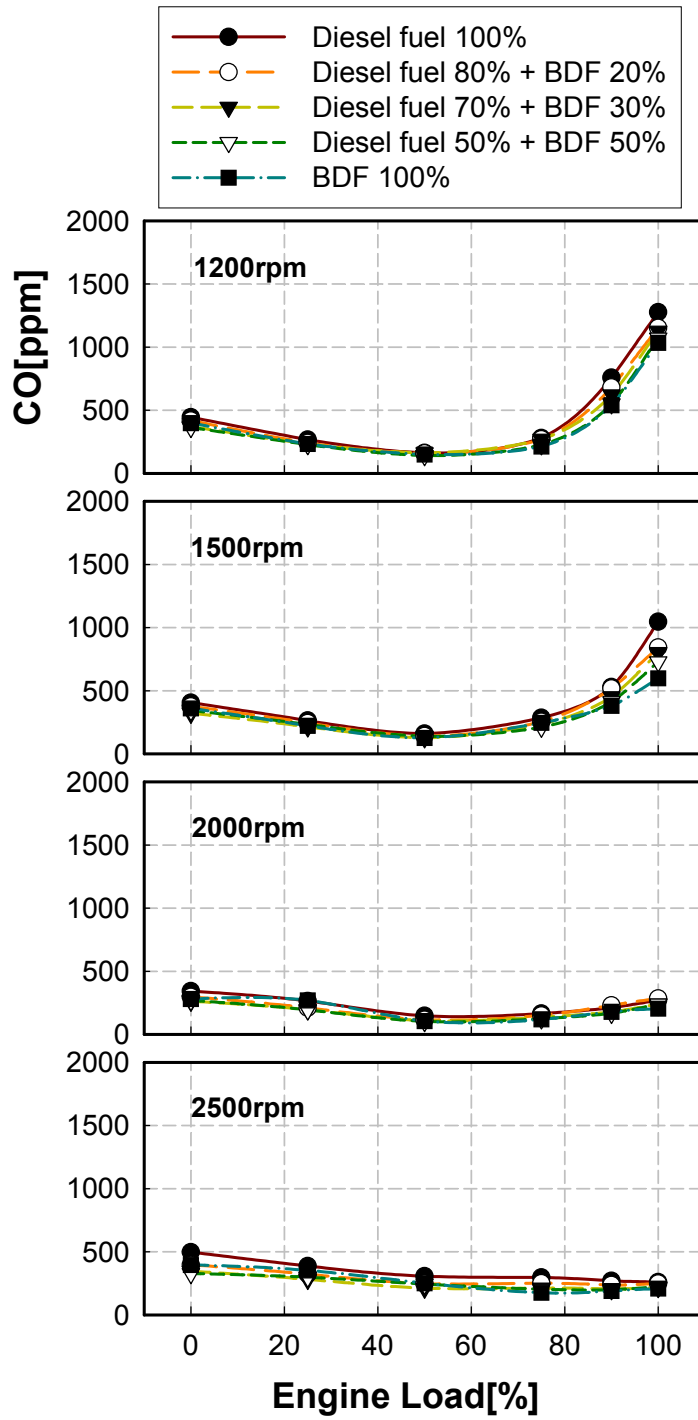 Diesel fuel 100%
Diesel fuel 80% + BDF 20%
Diesel fuel 70% + BDF 30%
Diesel fuel 50% + BDF 50%
BDF 100%
CO[ppm]
2000
1500
1000
500
0
1200rpm
2000
1500
1000
500
0
1500rpm
2000
1500
1000
500
0
2000rpm
2000
1500
1000
500
0
2500rpm
0 20 40 60 80 100
Engine Load[%]